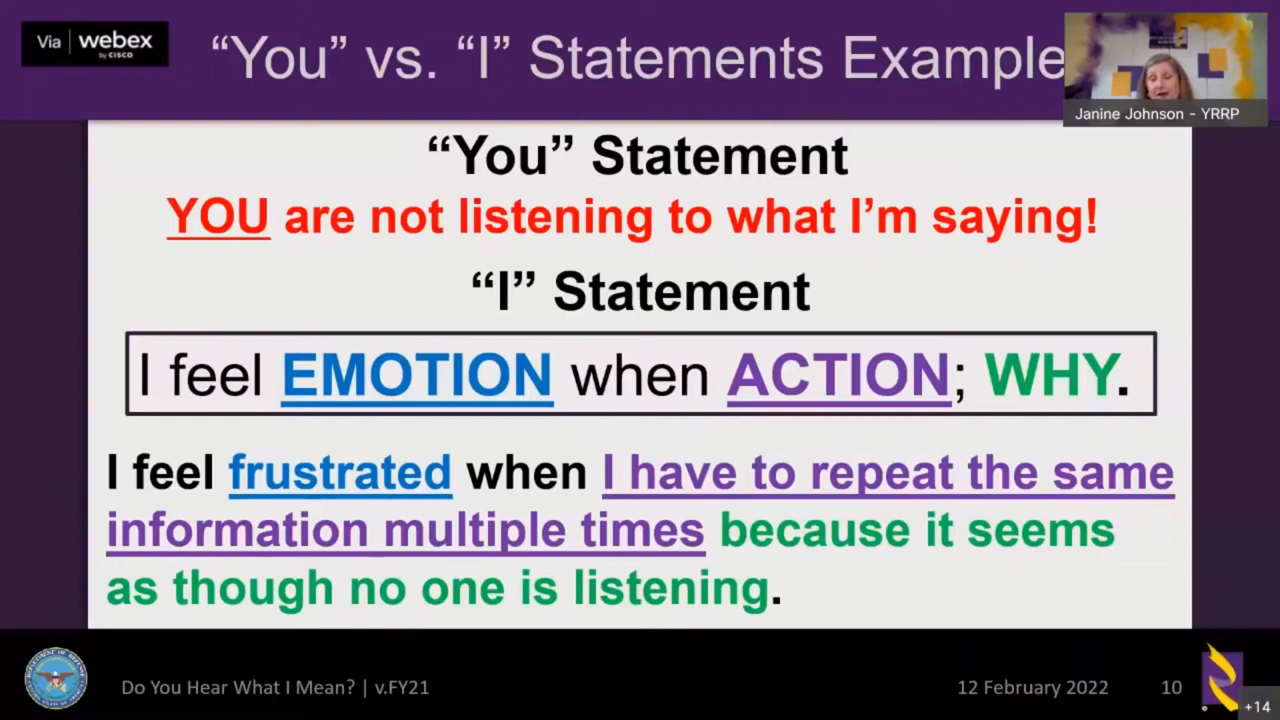 Via | webex
by CISCO
“You” vs. “I” Statements Example
Janine Johnson - YRRP
“You” Statement
YOU are not listening to what I’m saying!
“I” Statement
I feel EMOTION when ACTION; WHY.
I feel frustrated when I have to repeat the same
information multiple times because it seems
as though no one is listening.
Do You Hear What I Mean? | v.FY21
12 February 2022
10
+14